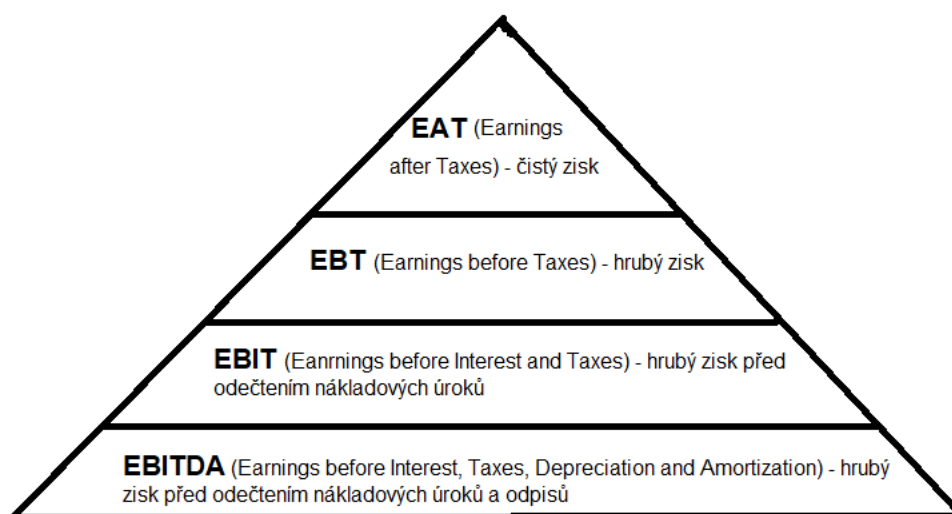 EAT (Earnings
after Taxes) - čistý zisk
EBT (Earnings before Taxes) - hrubý zisk
EBIT (Eanrnings before Interest and Taxes) - hrubý zisk před
odečtením nákladových úroků
EBITDA (Earnings before Interest, Taxes, Depreciation and Amortization) - hrubý
zisk před odečtením nákladových úroků a odpisů